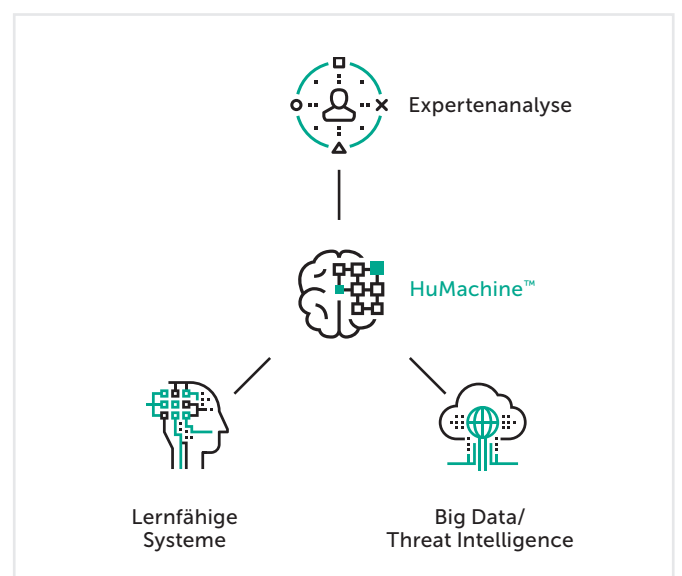 Expertenanalyse
HuMachine™
Lernfähige
Systeme
Big Data/
Threat Intelligence